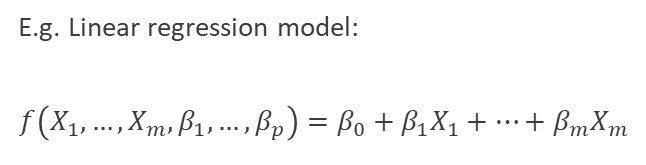 E.g. Linear regression model:
f(X₁, …, Xₘ, β₁, …, βₚ) = β₀ + β₁X₁ + ⋯ + βₘXₘ